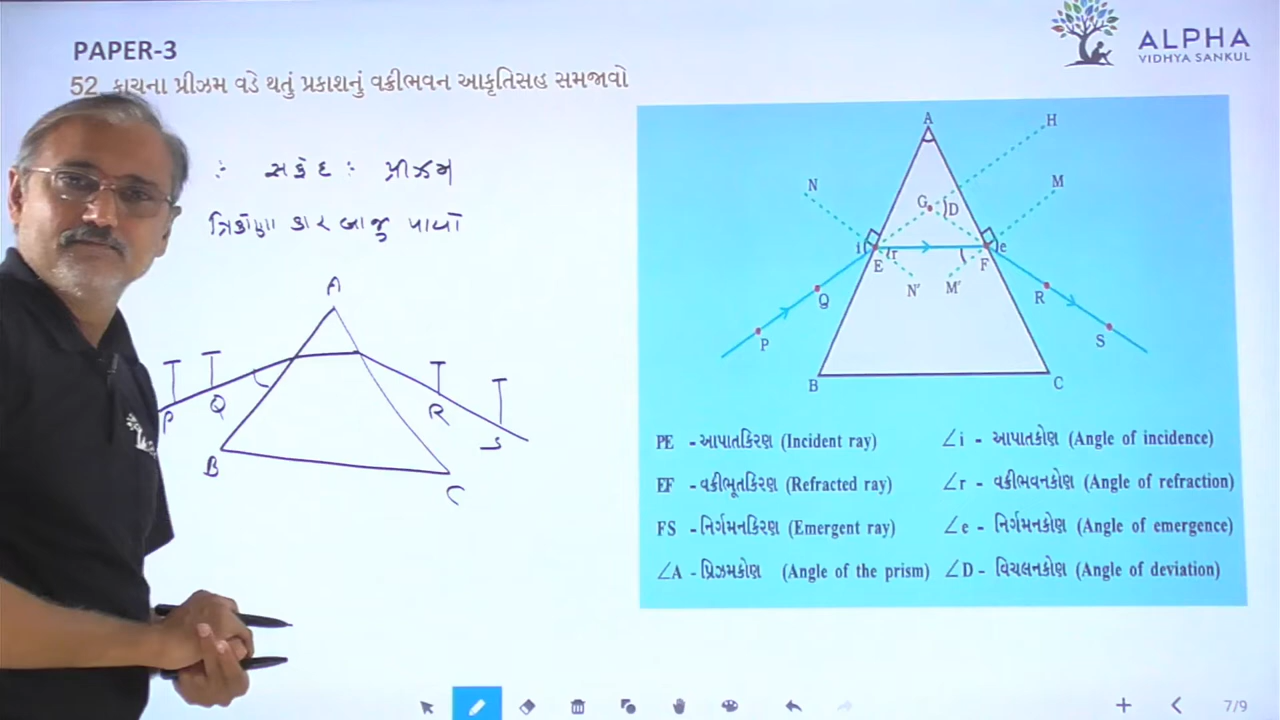 PAPER-3
ALPHA
VIDHYA SANKUL
52 કાચના પ્રીઝમ વડે થતું પ્રકાશનું વક્રીભવન આકૃતિસહ સમજાવો
: પ્રીઝમ
ત્રિકોણા કાર બાજુ
A
P Q R S
B C
A H
N M
G D
i e
E r F
N' M'
Q R
P S
B C
PE - આપાતકિરણ (Incident ray) ∠i - આપાતકોણ (Angle of incidence)
EF - વક્રીભૂતકિરણ (Refracted ray) ∠r - વક્રીભવનકોણ (Angle of refraction)
FS - નિર્ગમનકિરણ (Emergent ray) ∠e - નિર્ગમનકોણ (Angle of emergence)
∠A - પ્રિઝમકોણ (Angle of the prism) ∠D - વિચલનકોણ (Angle of deviation)
7/9